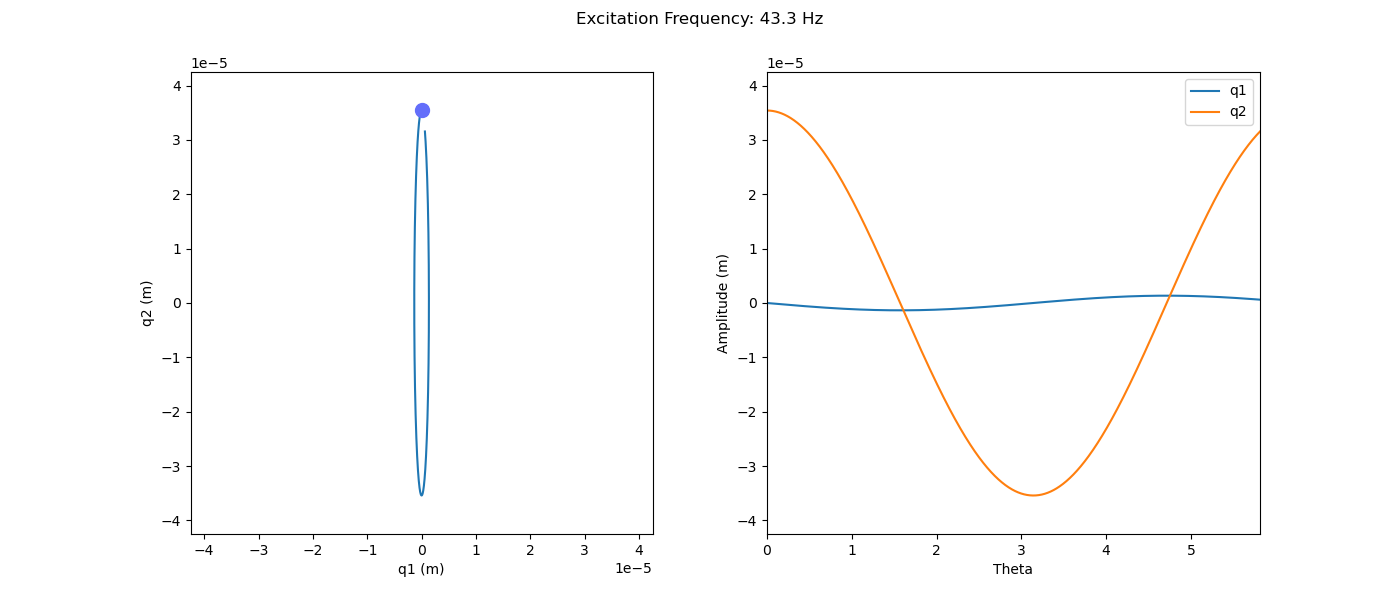 Excitation Frequency: 43.3 Hz
1e−5
4
3
2
1
0
−1
−2
−3
−4
q2 (m)
−4 −3 −2 −1 0 1 2 3 4
q1 (m)
1e−5
1e−5
q1
q2
4
3
2
1
0
−1
−2
−3
−4
Amplitude (m)
0 1 2 3 4 5
Theta